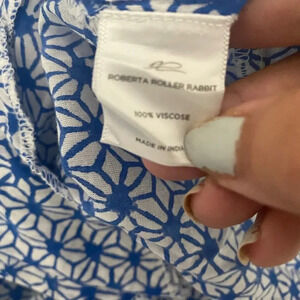 ROBERTA ROLLER RABBIT
100% VISCOSE
MADE IN INDIA